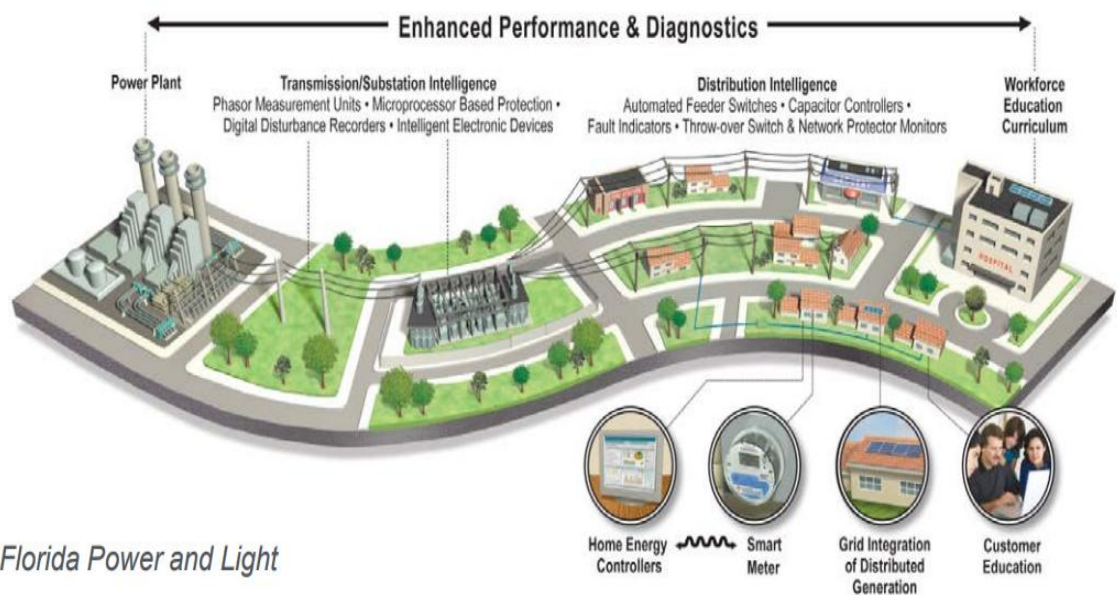 Enhanced Performance & Diagnostics
Power Plant
Transmission/Substation Intelligence
Phasor Measurement Units • Microprocessor Based Protection •
Digital Disturbance Recorders • Intelligent Electronic Devices
Distribution Intelligence
Automated Feeder Switches • Capacitor Controllers •
Fault Indicators • Throw-over Switch & Network Protector Monitors
Workforce
Education
Curriculum
HOSPITAL
Home Energy
Controllers
Smart
Meter
Grid Integration
of Distributed
Generation
Customer
Education
Florida Power and Light